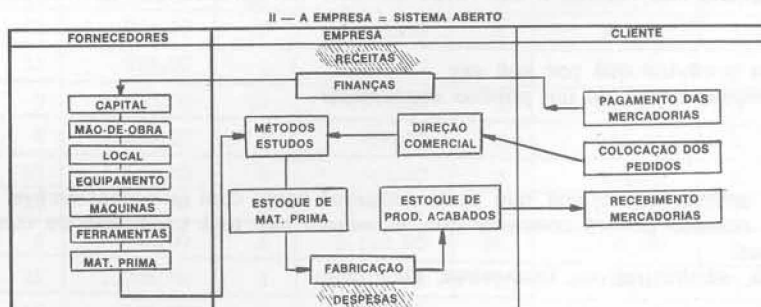 II — A EMPRESA = SISTEMA ABERTO
FORNECEDORES
EMPRESA
CLIENTE
RECEITAS
FINANÇAS
CAPITAL
MÃO-DE-OBRA
LOCAL
EQUIPAMENTO
MÁQUINAS
FERRAMENTAS
MAT. PRIMA
MÉTODOS
ESTUDOS
DIREÇÃO
COMERCIAL
ESTOQUE DE
MAT. PRIMA
ESTOQUE DE
PROD. ACABADOS
FABRICAÇÃO
DESPESAS
PAGAMENTO DAS
MERCADORIAS
COLOCAÇÃO DOS
PEDIDOS
RECEBIMENTO
MERCADORIAS